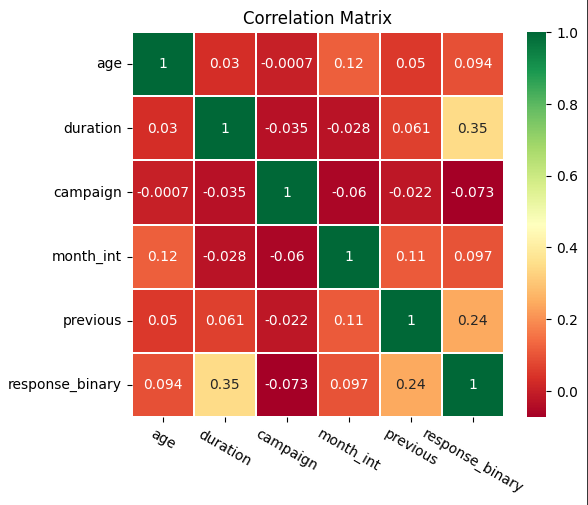 Correlation Matrix
age 1 0.03 -0.0007 0.12 0.05 0.094
duration 0.03 1 -0.035 -0.028 0.061 0.35
campaign -0.0007 -0.035 1 -0.06 -0.022 -0.073
month_int 0.12 -0.028 -0.06 1 0.11 0.097
previous 0.05 0.061 -0.022 0.11 1 0.24
response_binary 0.094 0.35 -0.073 0.097 0.24 1
age duration campaign month_int previous response_binary
1.0
0.8
0.6
0.4
0.2
0.0